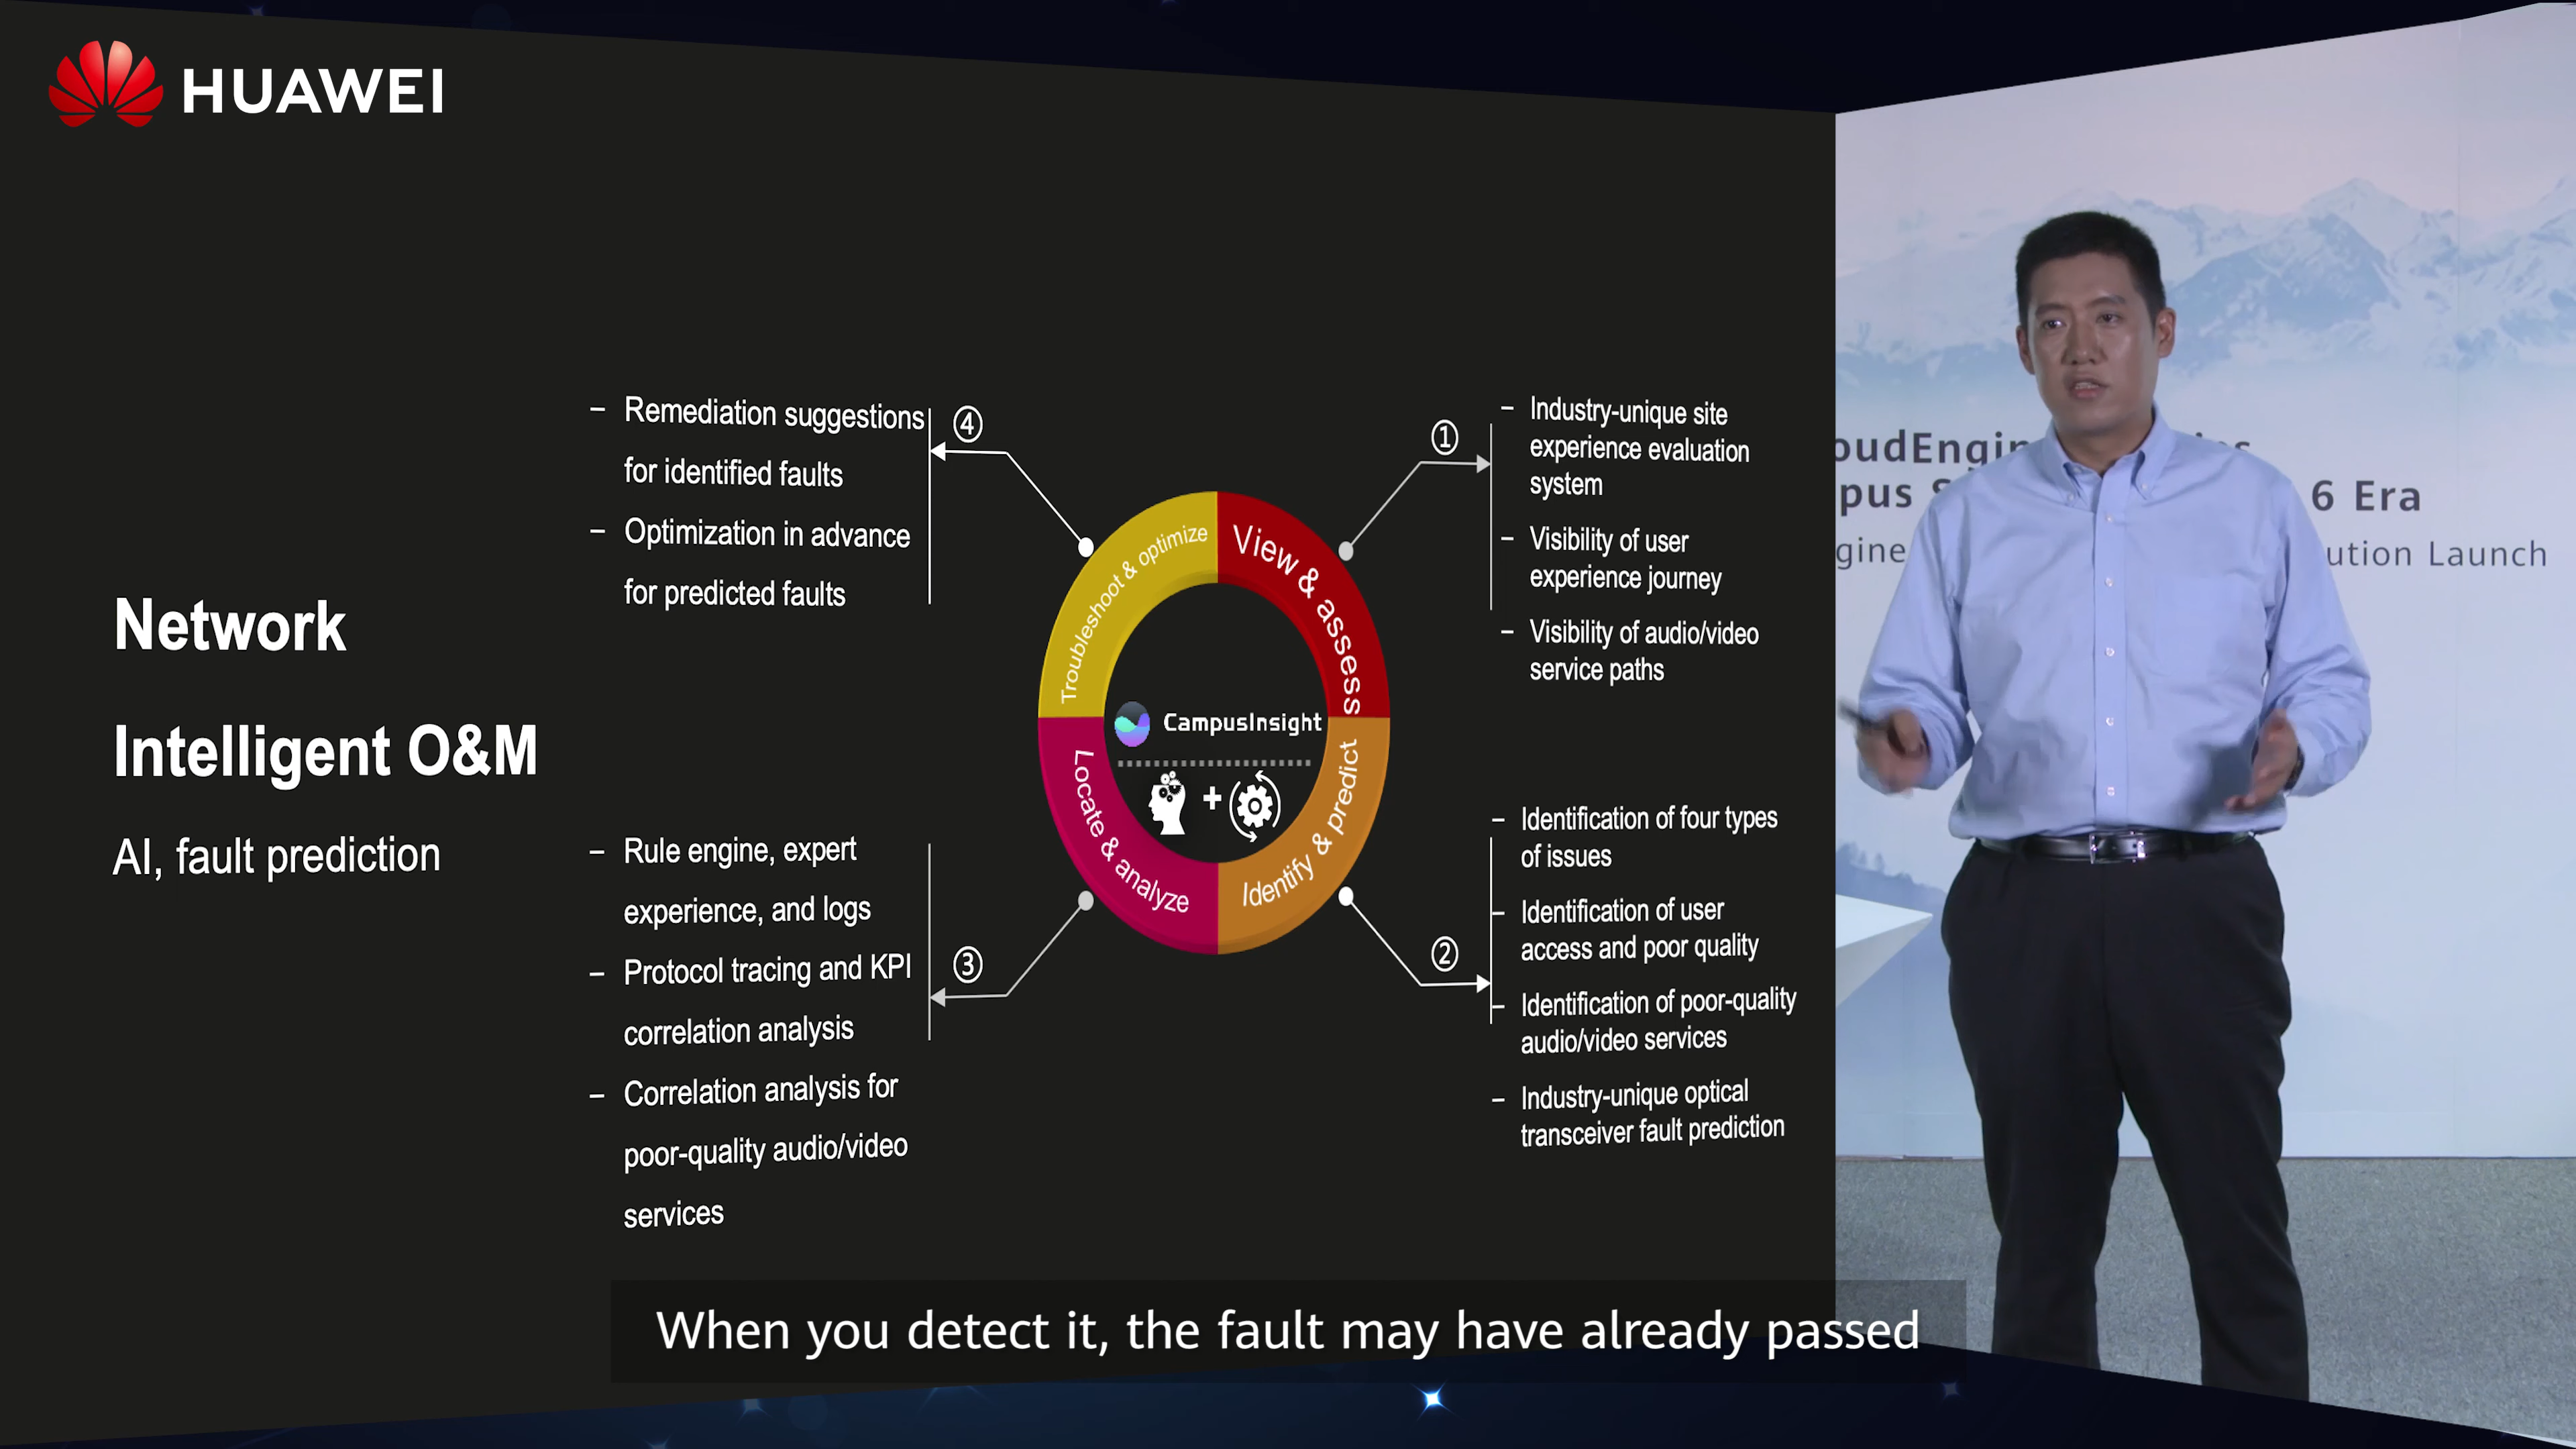 HUAWEI
Network
Intelligent O&M
AI, fault prediction
④
– Remediation suggestions
for identified faults
– Optimization in advance
for predicted faults
①
– Industry-unique site
experience evaluation
system
– Visibility of user
experience journey
– Visibility of audio/video
service paths
Troubleshoot & optimize
View & assess
CampusInsight
+
Locate & analyze
Identify & predict
③
– Rule engine, expert
experience, and logs
– Protocol tracing and KPI
correlation analysis
– Correlation analysis for
poor-quality audio/video
services
②
– Identification of four types
of issues
– Identification of user
access and poor quality
– Identification of poor-quality
audio/video services
– Industry-unique optical
transceiver fault prediction
6 Era
Launch
When you detect it, the fault may have already passed